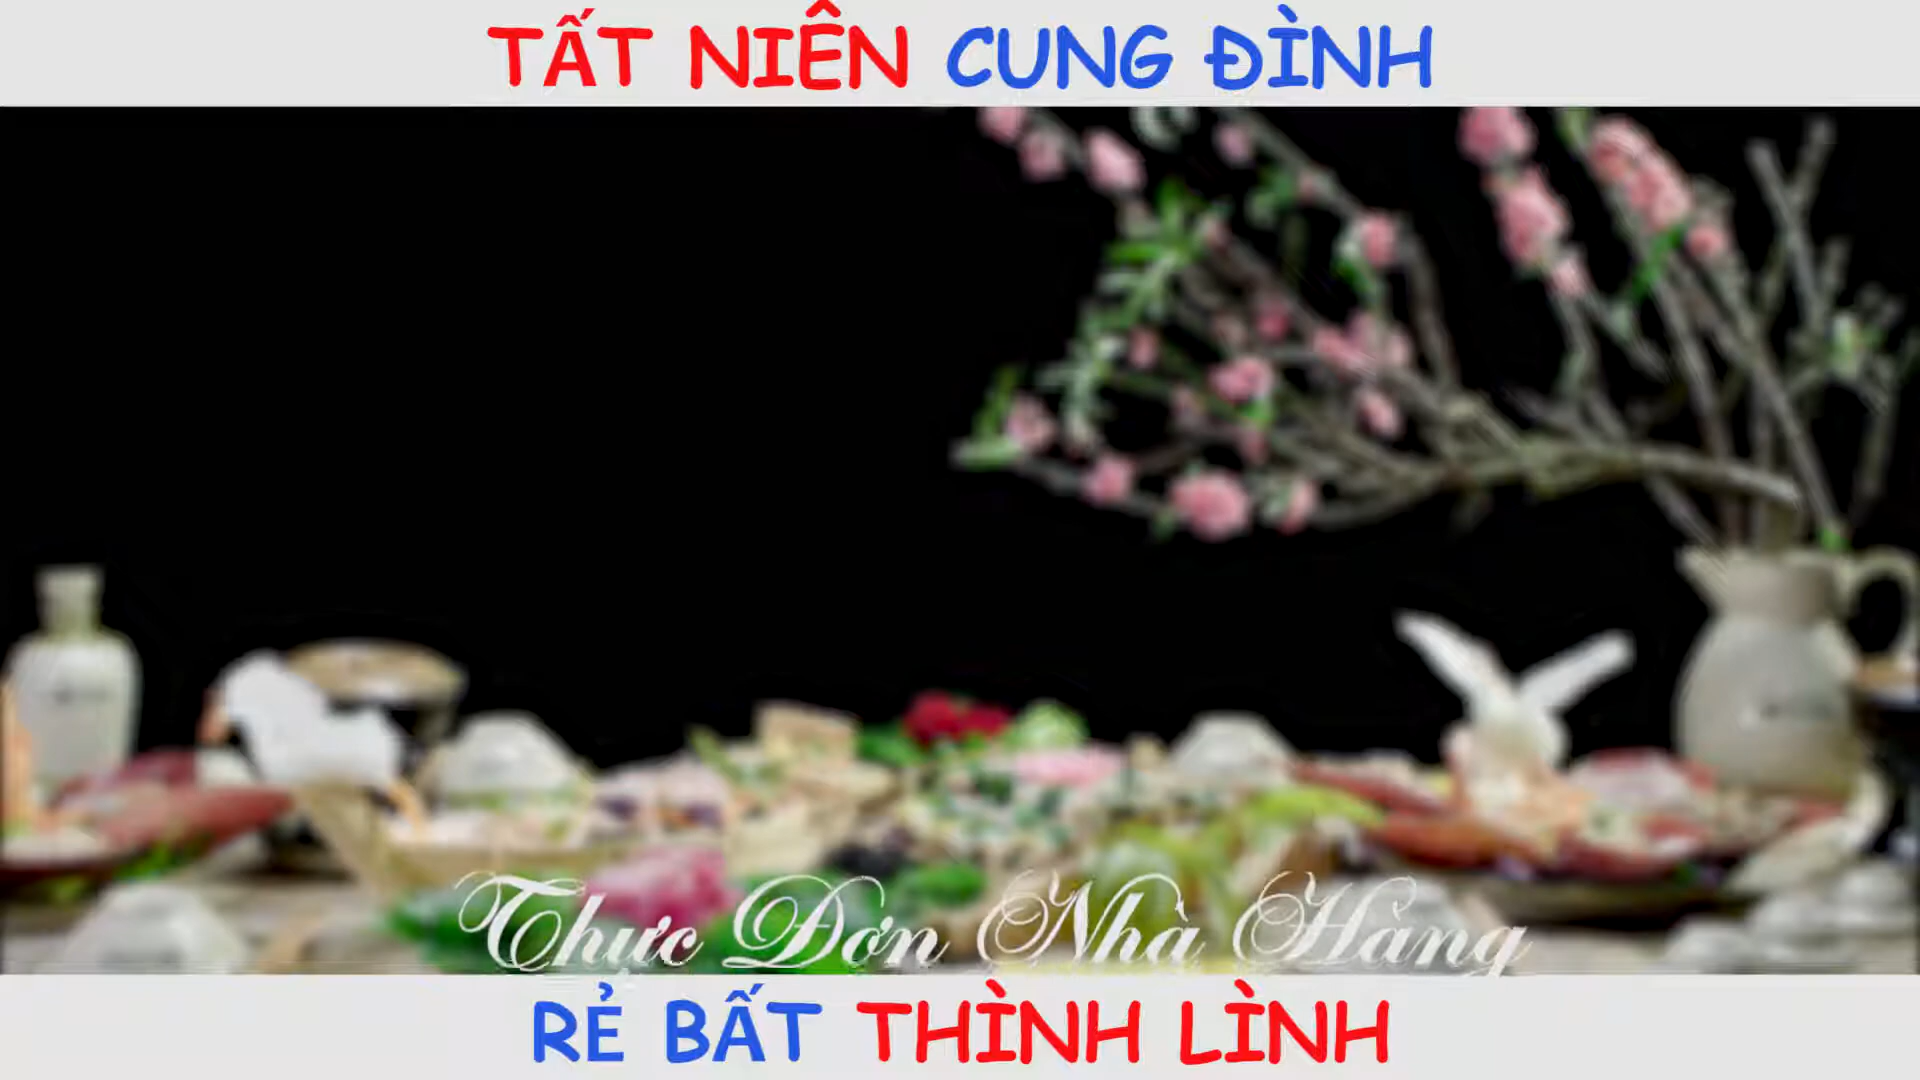 TẤT NIÊN CUNG ĐÌNH
Thực Đơn Nhà Hàng
RẺ BẤT THÌNH LÌNH